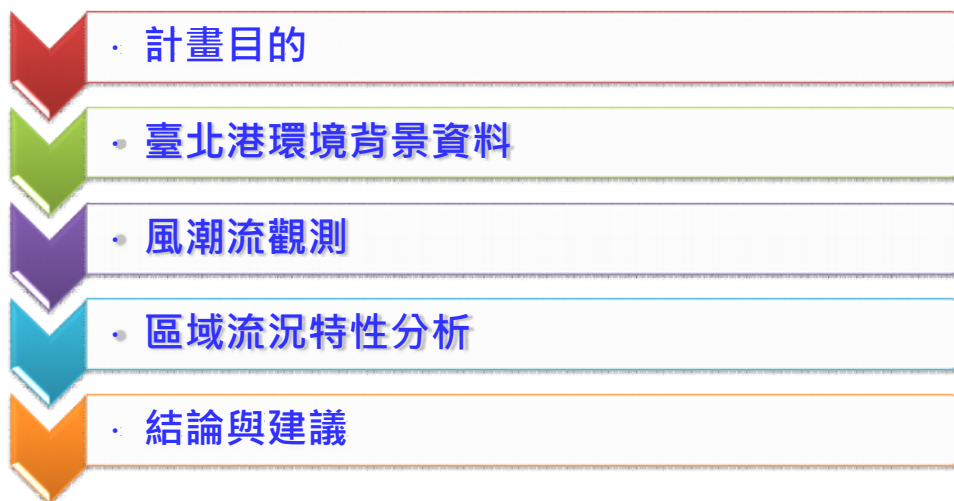 • 計畫目的
• 臺北港環境背景資料
• 風潮流觀測
• 區域流況特性分析
• 結論與建議